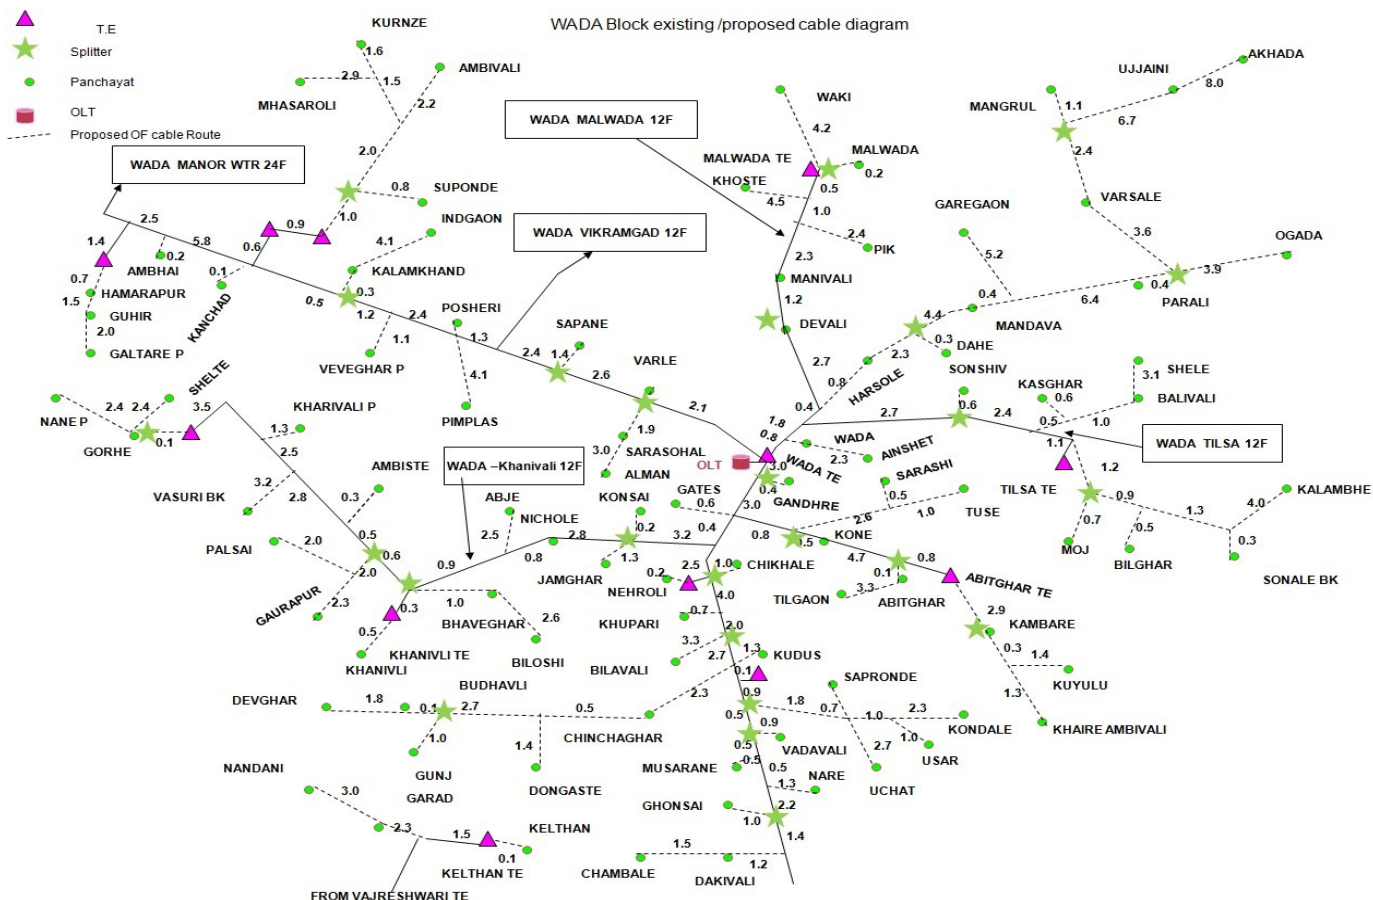 WADA Block existing /proposed cable diagram
T.E
Splitter
Panchayat
OLT
Proposed OF cable Route
KURNZE
1.6
2.9
1.5
AMBIVALI
MHASAROLI
2.2
2.0
WADA MANOR WTR 24F
WADA MALWADA 12F
WADA VIKRAMGAD 12F
0.8
SUPONDE
1.0
INDGAON
4.1
2.5
5.8
0.9
0.6
1.4
0.2
AMBHAI
0.1
KANCHAD
0.7
HAMARAPUR
1.5
GUHIR
2.0
GALTARE P
KALAMKHAND
0.3
0.5
1.2
2.4
1.1
VEVEGHAR P
POSHERI
1.3
4.1
PIMPLAS
SAPANE
2.4
1.4
2.6
VARLE
2.1
1.9
SARASOHAL
3.0
ALMAN
WAKI
4.2
MALWADA TE
MALWADA
0.2
KHOSTE
0.5
4.5
1.0
2.4
PIK
2.3
MANIVALI
1.2
DEVALI
2.7
0.8
HARSOLE
0.4
1.8
0.8
UJJAINI
AKHADA
8.0
MANGRUL
1.1
6.7
2.4
VARSALE
3.6
GAREGAON
5.2
OGADA
3.9
0.4
PARALI
6.4
0.4
MANDAVA
4.4
0.3
DAHE
2.3
SONSHIV
0.6
2.7
2.4
KASGHAR
0.6
SHELE
3.1
BALIVALI
0.5
1.0
1.1
WADA TILSA 12F
TILSA TE
1.2
0.9
1.3
4.0
KALAMBHE
0.7
MOJ
0.5
BILGHAR
0.3
SONALE BK
WADA
2.3
AINSHET
OLT
WADA TE
3.0
0.4
GANDHRE
SARASHI
0.5
TUSE
2.6
1.0
GATES
0.6
3.0
0.8
.5
KONE
4.7
0.8
ABITGHAR TE
0.1
ABITGHAR
3.3
TILGAON
2.9
KAMBARE
0.3
1.4
KUYULU
1.3
KHAIRE AMBIVALI
SHELTE
3.5
NANE P
2.4
2.4
0.1
GORHE
KHARIVALI P
1.3
2.5
3.2
VASURI BK
2.8
AMBISTE
0.3
PALSAI
2.0
0.5
0.6
2.0
GAURAPUR
2.3
WADA –Khanivali 12F
ABJE
2.5
NICHOLE
0.8
2.8
0.9
KONSAI
0.2
3.2
0.4
1.3
JAMGHAR
0.3
1.0
BHAVEGHAR
2.6
BILOSHI
0.5
KHANIVLI TE
KHANIVLI
1.0
CHIKHALE
2.5
0.2
NEHROLI
4.0
KHUPARI
0.7
2.0
3.3
BILAVALI
2.7
1.3
KUDUS
0.1
0.9
2.3
BUDHAVLI
DEVGHAR
1.8
0.1
2.7
0.5
CHINCHAGHAR
1.0
GUNJ
1.4
DONGASTE
0.5
1.8
SAPRONDE
0.7
1.0
2.3
KONDALE
1.0
USAR
2.7
UCHAT
0.9
VADAVALI
0.5
MUSARANE
0.5
0.5
1.3
NARE
GHONSAI
2.2
1.0
1.4
1.5
CHAMBALE
1.2
DAKIVALI
NANDANI
3.0
GARAD
2.3
1.5
KELTHAN
0.1
KELTHAN TE
FROM VAJRESHWARI TE